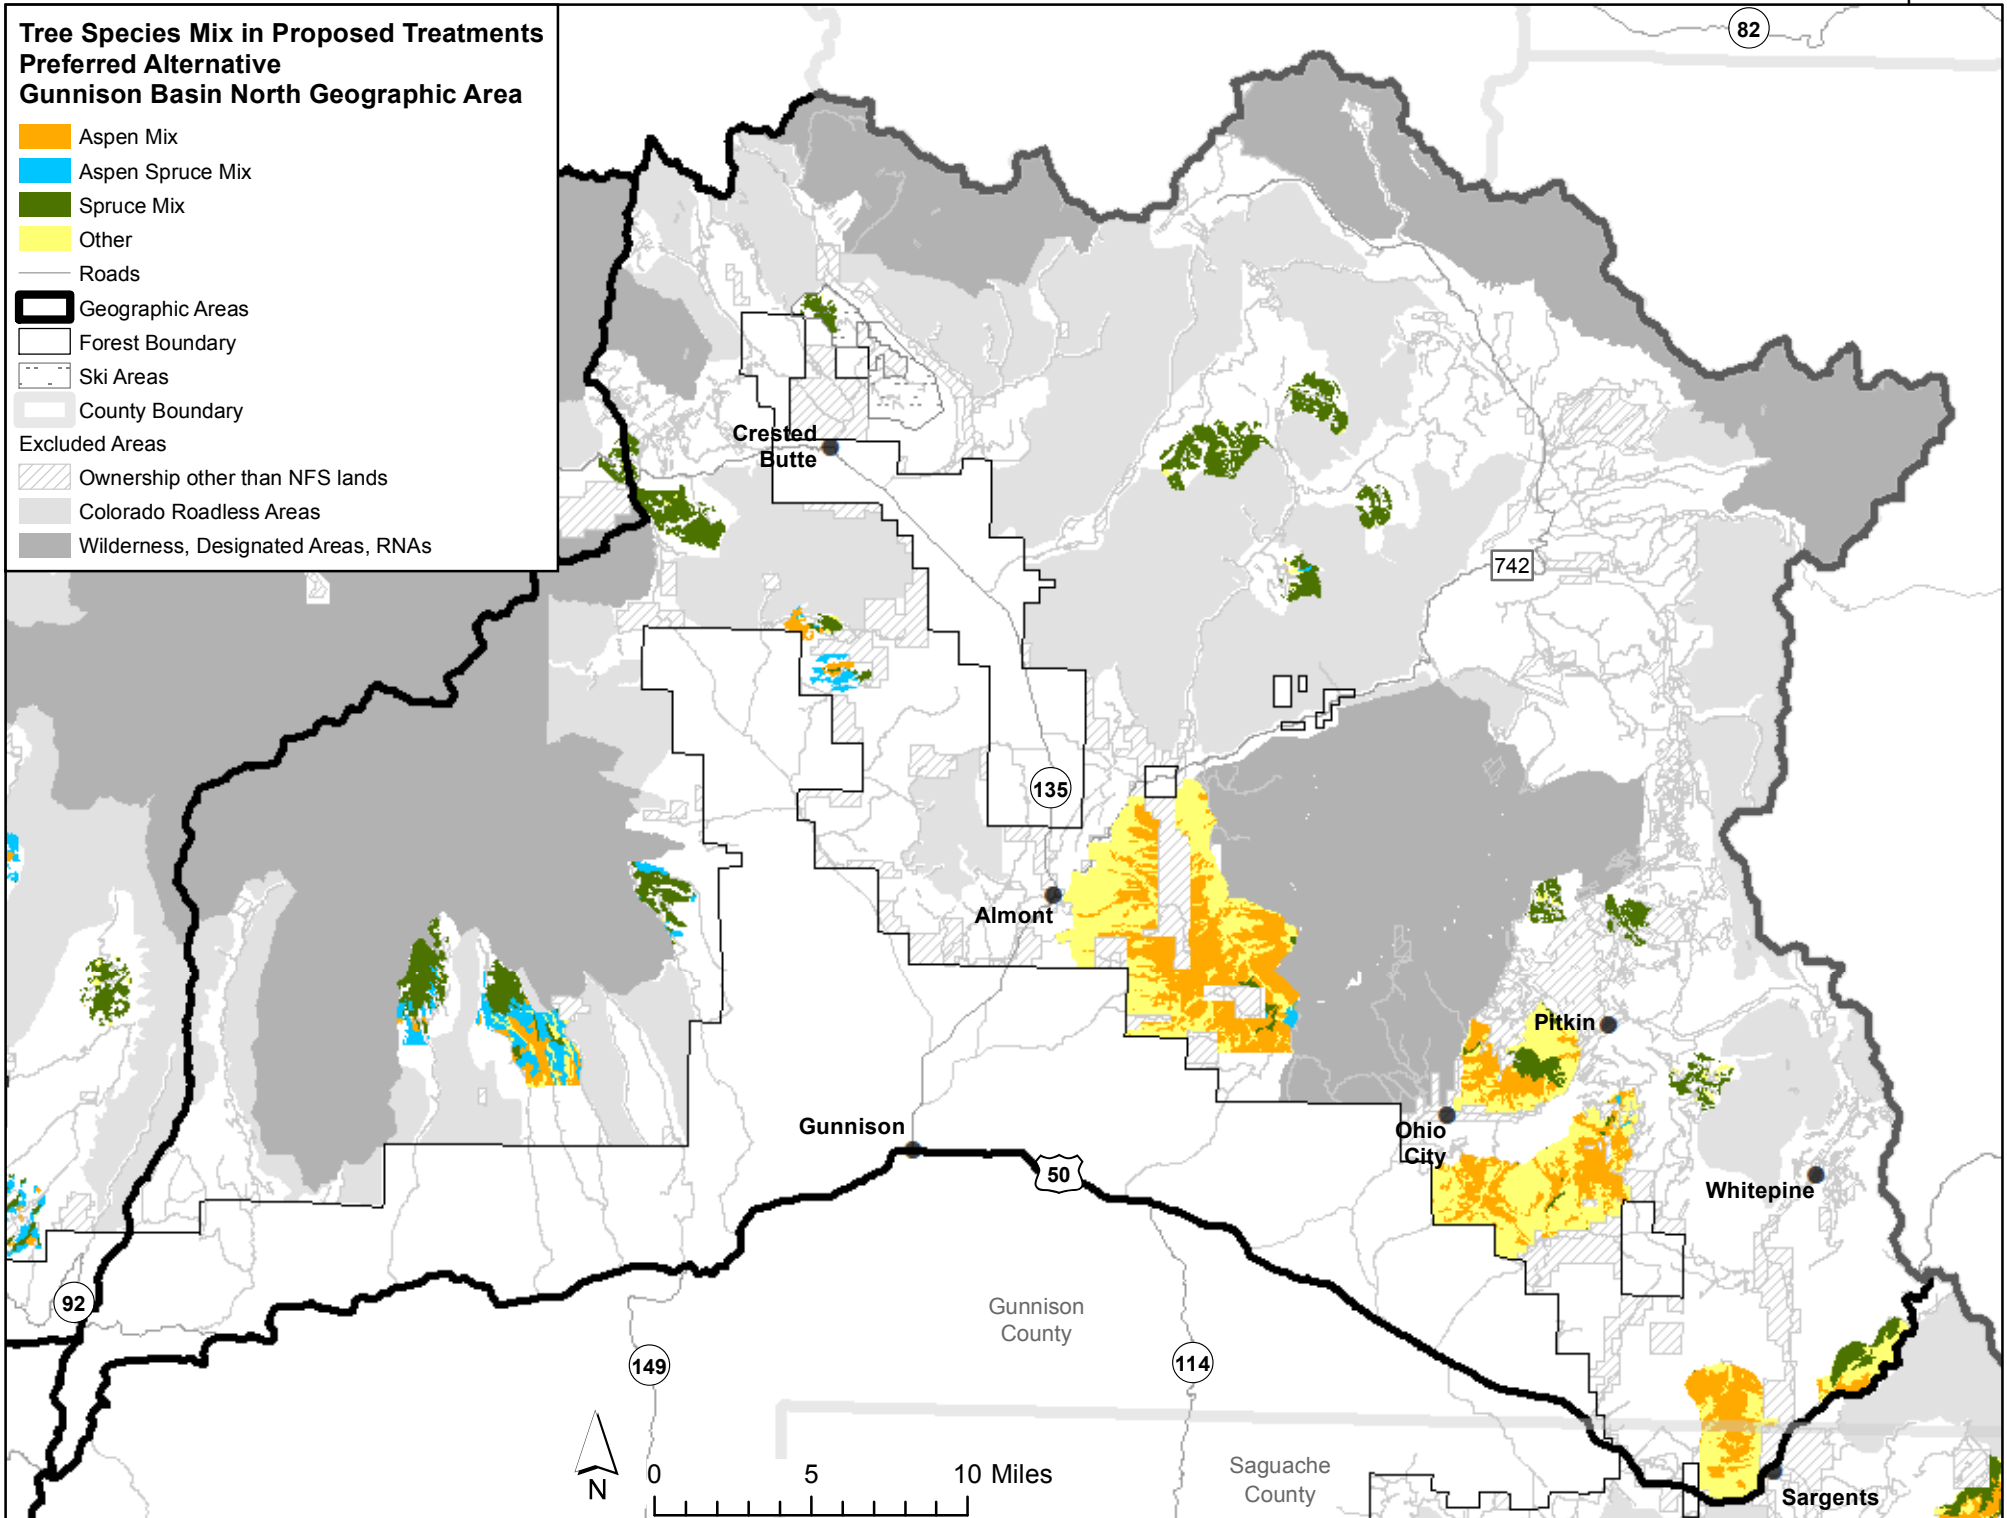 Tree Species Mix in Proposed Treatments
Preferred Alternative
Gunnison Basin North Geographic Area
Aspen Mix
Aspen Spruce Mix
Spruce Mix
Other
Roads
Geographic Areas
Forest Boundary
Ski Areas
County Boundary
Excluded Areas
Ownership other than NFS lands
Colorado Roadless Areas
Wilderness, Designated Areas, RNAs
82
Crested
Butte
742
135
Almont
Pitkin
Ohio
City
Gunnison
50
Whitepine
92
Gunnison
County
149
114
N
0 5 10 Miles
Saguache
County
Sargents